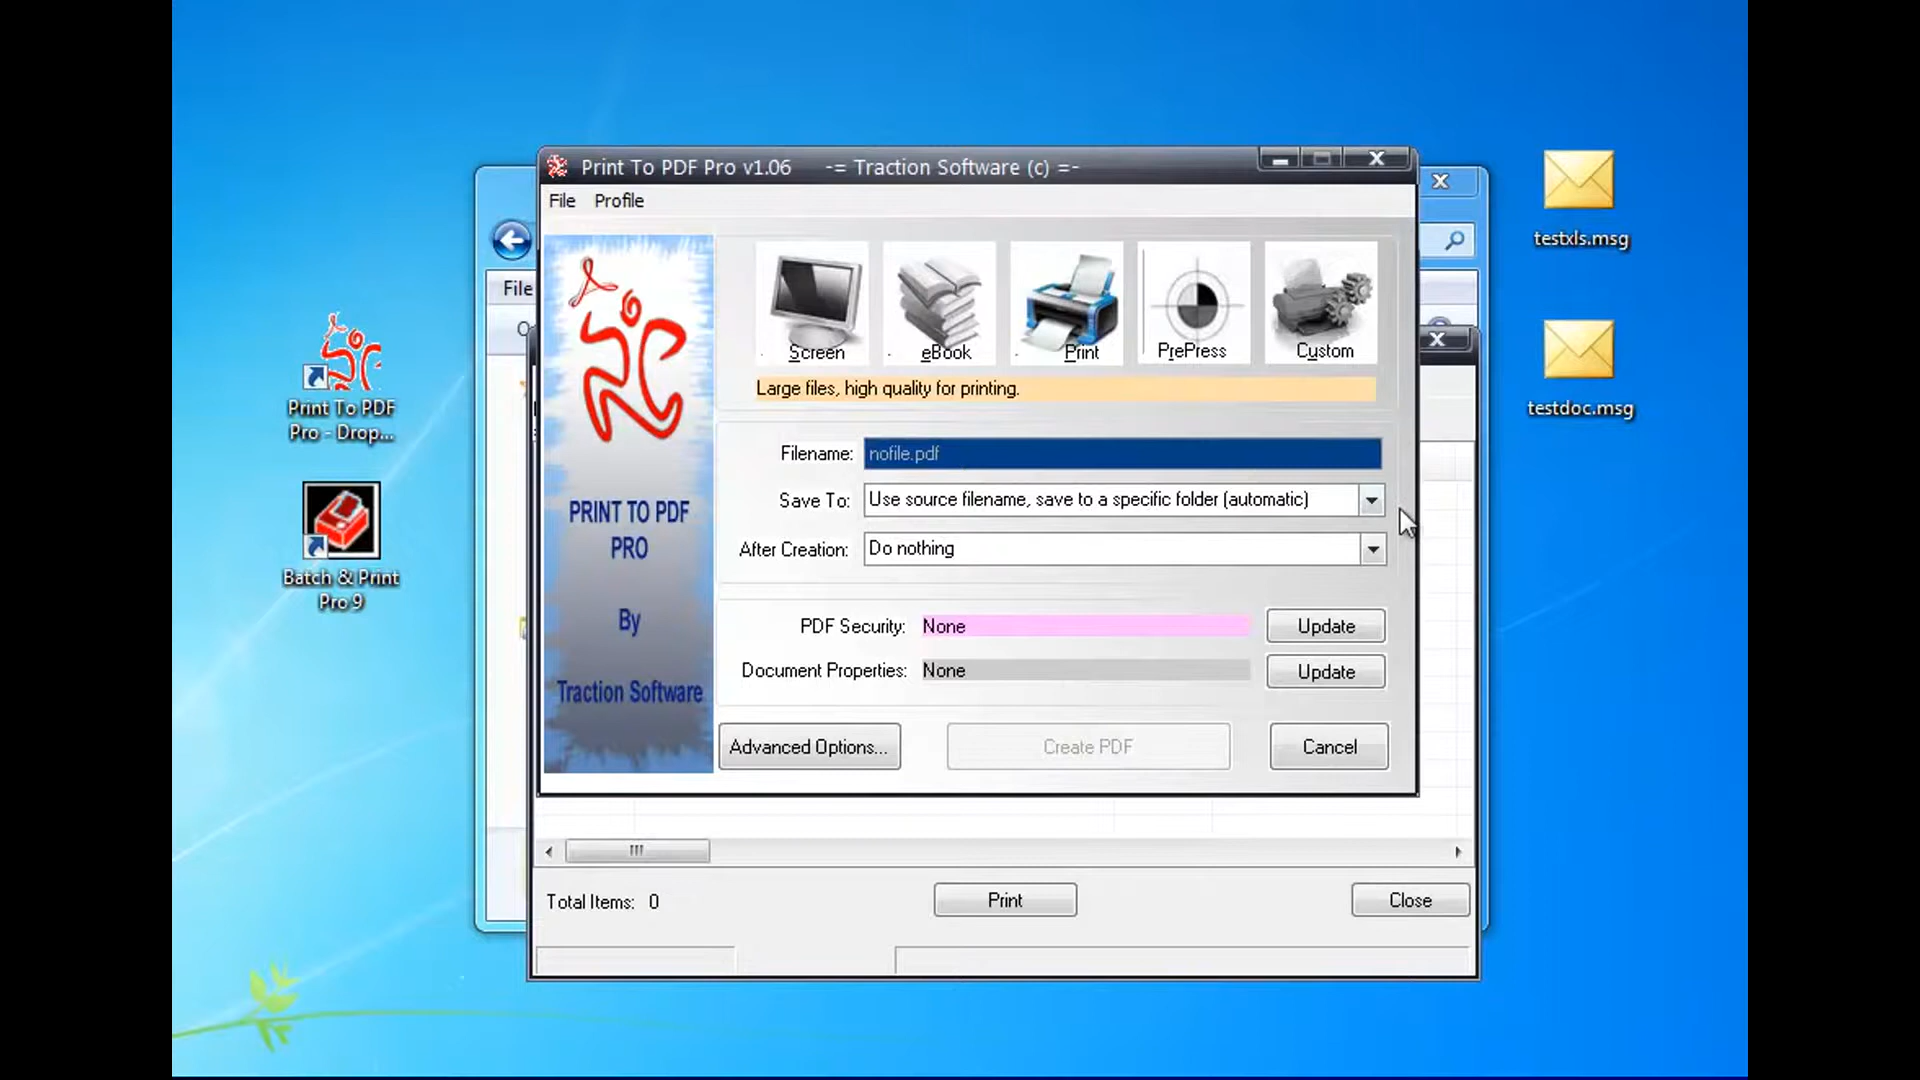 Print To PDF Pro v1.06 -= Traction Software (c) =-
File Profile
Screen eBook Print PrePress Custom
Large files, high quality for printing.
Filename: nofile.pdf
Save To: Use source filename, save to a specific folder (automatic)
After Creation: Do nothing
PDF Security: None Update
Document Properties: None Update
Advanced Options... Create PDF Cancel
PRINT TO PDF
PRO
By
Traction Software
File
Total Items: 0 Print Close
Print To PDF
Pro - Drop...
Batch & Print
Pro 9
testxls.msg
testdoc.msg